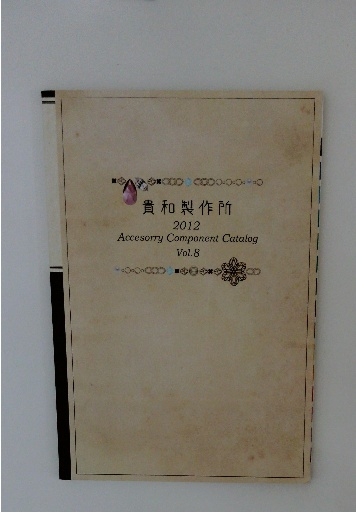 貴和製作所
2012
Accesorry Component Catalog
Vol.8